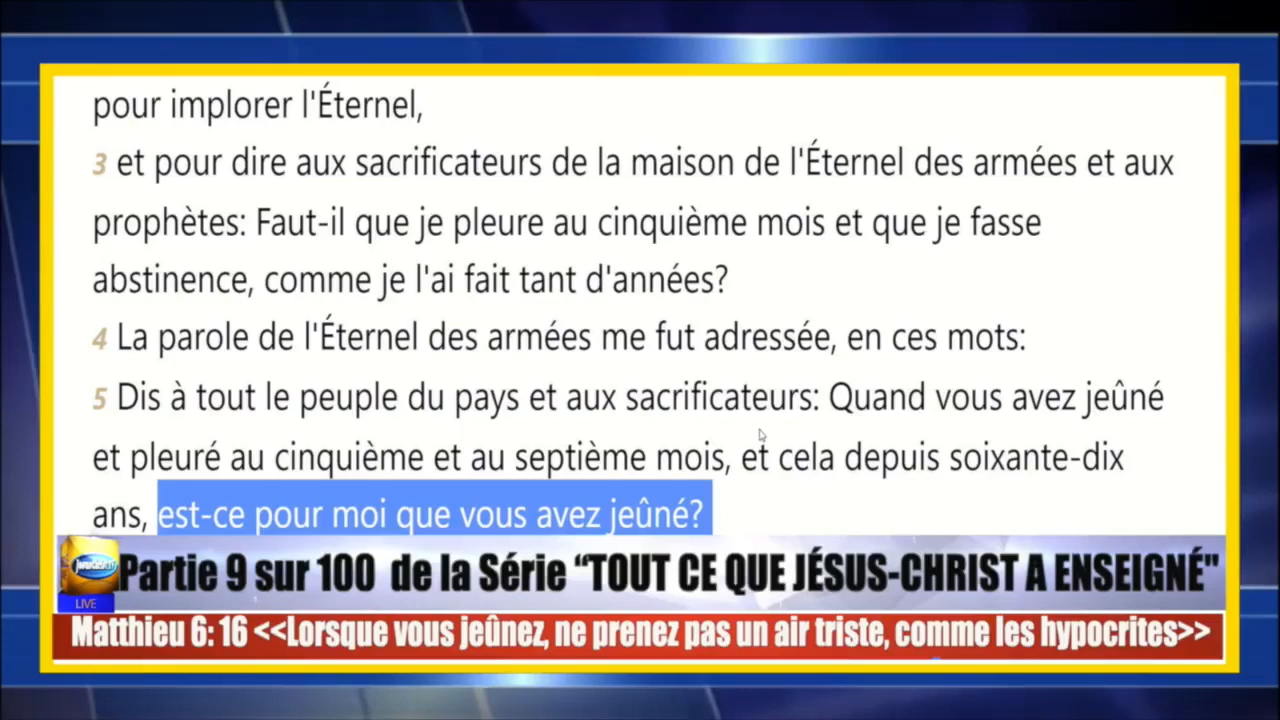 pour implorer l'Éternel,
3 et pour dire aux sacrificateurs de la maison de l'Éternel des armées et aux
prophètes: Faut-il que je pleure au cinquième mois et que je fasse
abstinence, comme je l'ai fait tant d'années?
4 La parole de l'Éternel des armées me fut adressée, en ces mots:
5 Dis à tout le peuple du pays et aux sacrificateurs: Quand vous avez jeûné
et pleuré au cinquième et au septième mois, et cela depuis soixante-dix
ans, est-ce pour moi que vous avez jeûné?
Partie 9 sur 100 de la Série “TOUT CE QUE JÉSUS-CHRIST A ENSEIGNÉ"
LIVE
Matthieu 6: 16 <<Lorsque vous jeûnez, ne prenez pas un air triste, comme les hypocrites>>